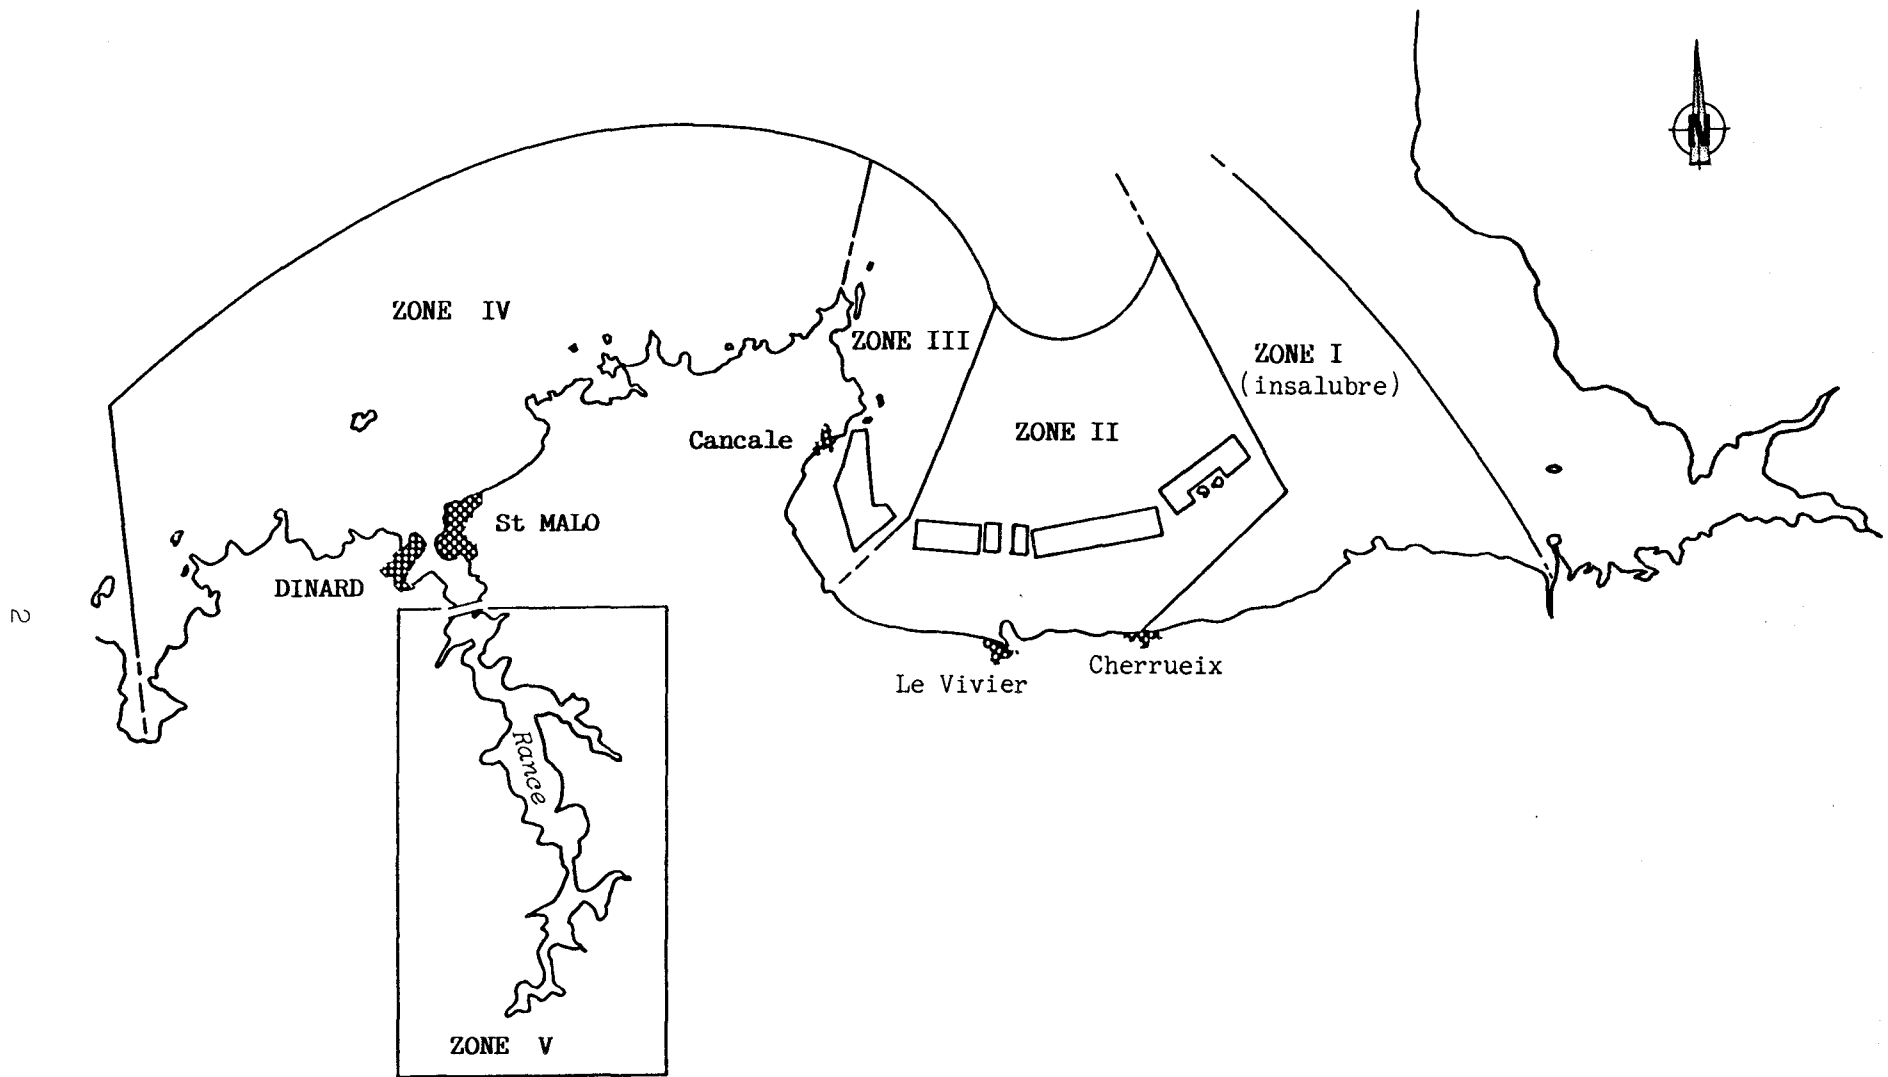 N
ZONE IV
ZONE III
ZONE I
(insalubre)
ZONE II
Cancale
St MALO
DINARD
2
Cherrueix
Le Vivier
Rance
ZONE V